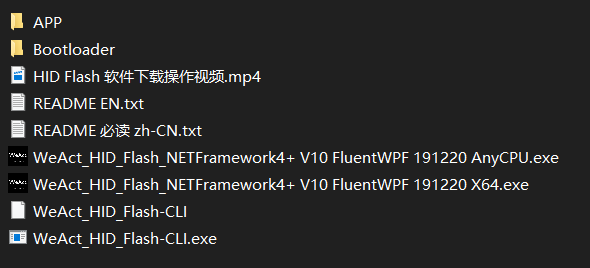 APP
Bootloader
HID Flash 软件下载操作视频.mp4
README EN.txt
README 必读 zh-CN.txt
WeAct WeAct_HID_Flash_NETFramework4+ V10 FluentWPF 191220 AnyCPU.exe
WeAct WeAct_HID_Flash_NETFramework4+ V10 FluentWPF 191220 X64.exe
WeAct_HID_Flash-CLI
WeAct_HID_Flash-CLI.exe